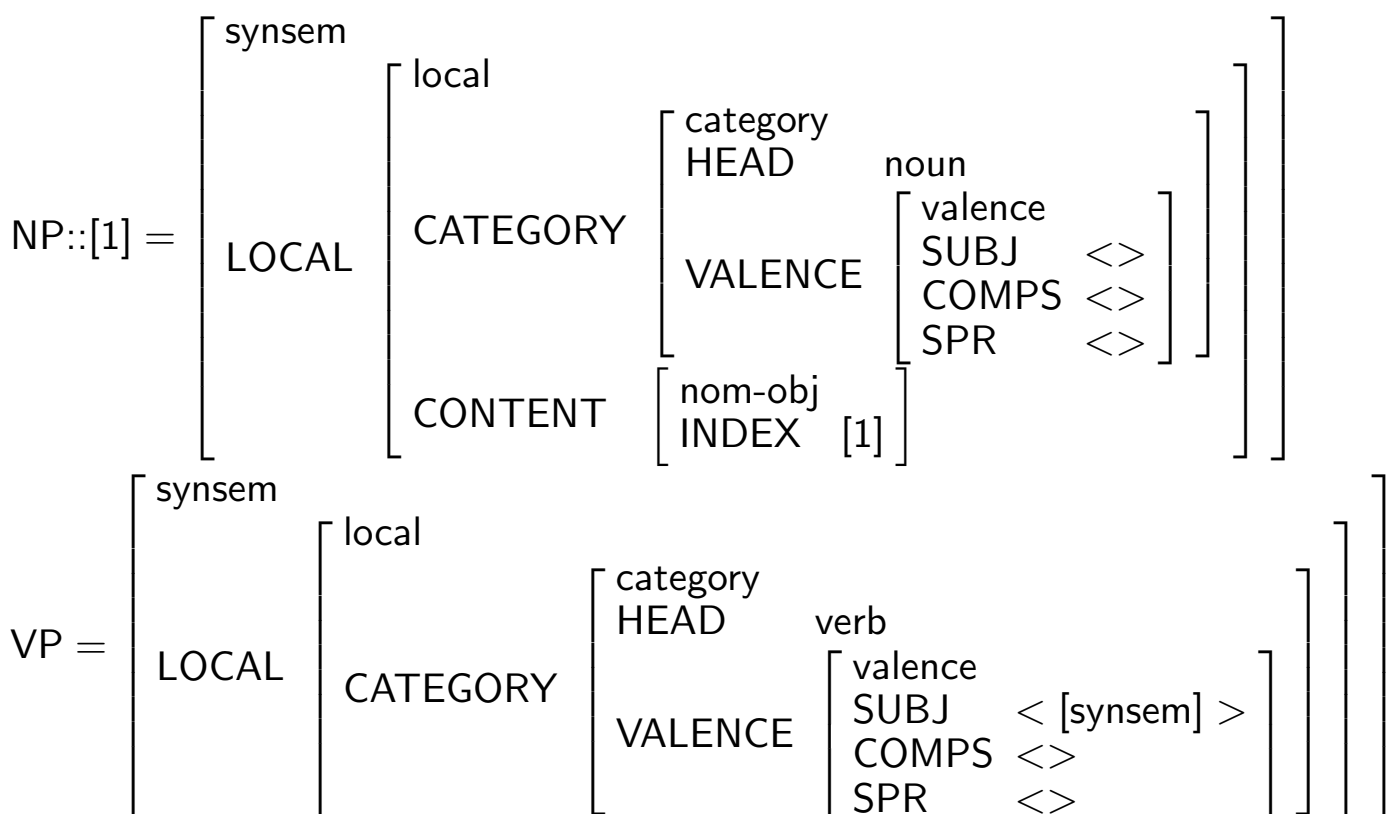 synsem
local
category
HEAD noun
valence
SUBJ <>
NP::[1] = LOCAL CATEGORY VALENCE COMPS <>
SPR <>
CONTENT nom-obj
INDEX [1]
synsem
local
category
HEAD verb
valence
VP = LOCAL CATEGORY VALENCE SUBJ < [synsem] >
COMPS <>
SPR <>